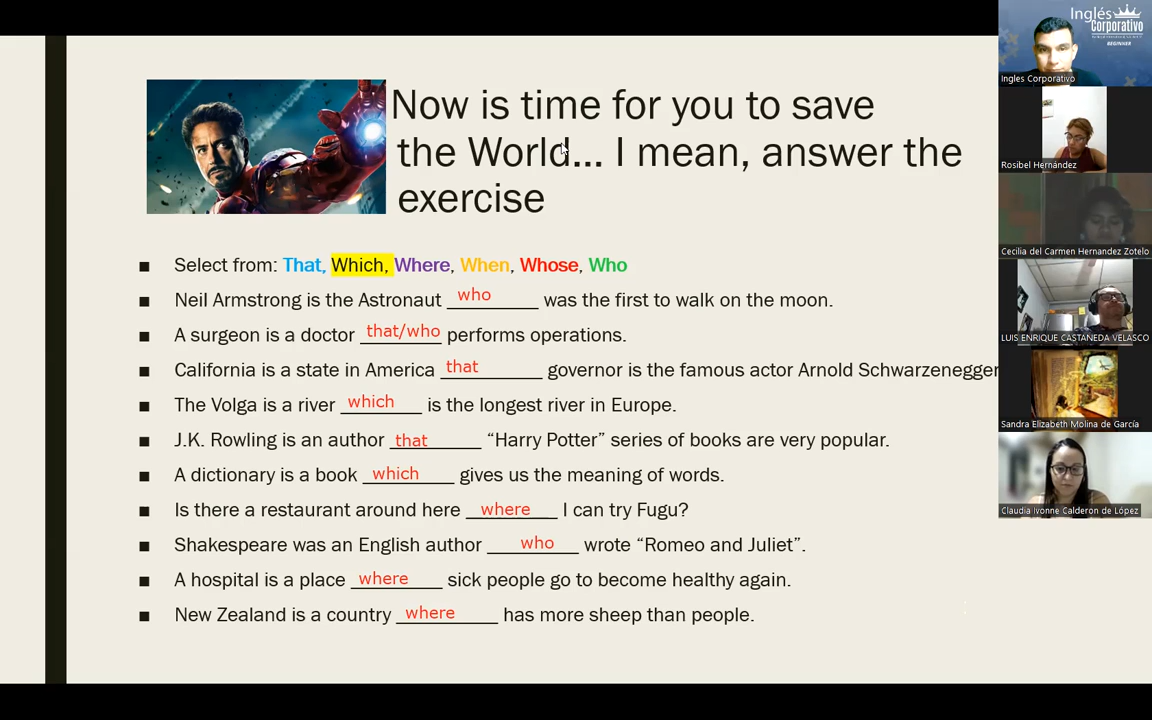 Now is time for you to save
the World... I mean, answer the
exercise
Select from: That, Which, Where, When, Whose, Who
Neil Armstrong is the Astronaut who was the first to walk on the moon.
A surgeon is a doctor that/who performs operations.
California is a state in America that governor is the famous actor Arnold Schwarzenegger
The Volga is a river which is the longest river in Europe.
J.K. Rowling is an author that “Harry Potter” series of books are very popular.
A dictionary is a book which gives us the meaning of words.
Is there a restaurant around here where I can try Fugu?
Shakespeare was an English author who wrote “Romeo and Juliet”.
A hospital is a place where sick people go to become healthy again.
New Zealand is a country where has more sheep than people.
Inglés
Corporativo
BEGINNER
Ingles Corporativo
Rosibel Hernández
Cecilia del Carmen Hernandez Zotelo
LUIS ENRIQUE CASTANEDA VELASCO
Sandra Elizabeth Molina de García
Claudia Ivonne Calderon de López